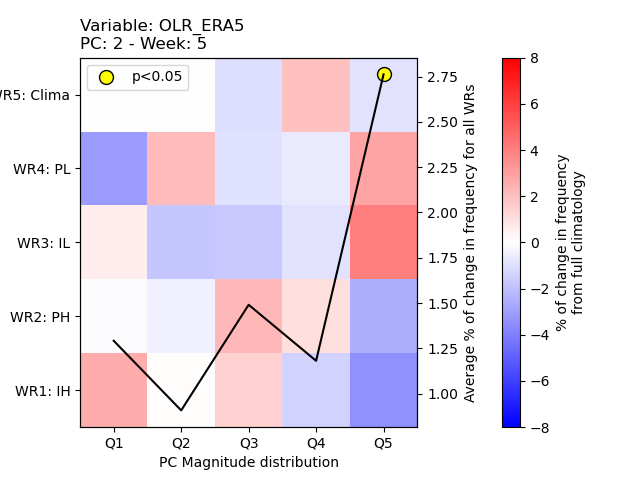 Variable: OLR_ERA5
PC: 2 - Week: 5
p<0.05
WR5: Clima
WR4: PL
WR3: IL
WR2: PH
WR1: IH
Q1 Q2 Q3 Q4 Q5
PC Magnitude distribution
2.75
2.50
2.25
2.00
1.75
1.50
1.25
1.00
Average % of change in frequency for all WRs
8
6
4
2
0
−2
−4
−6
−8
% of change in frequency
from full climatology